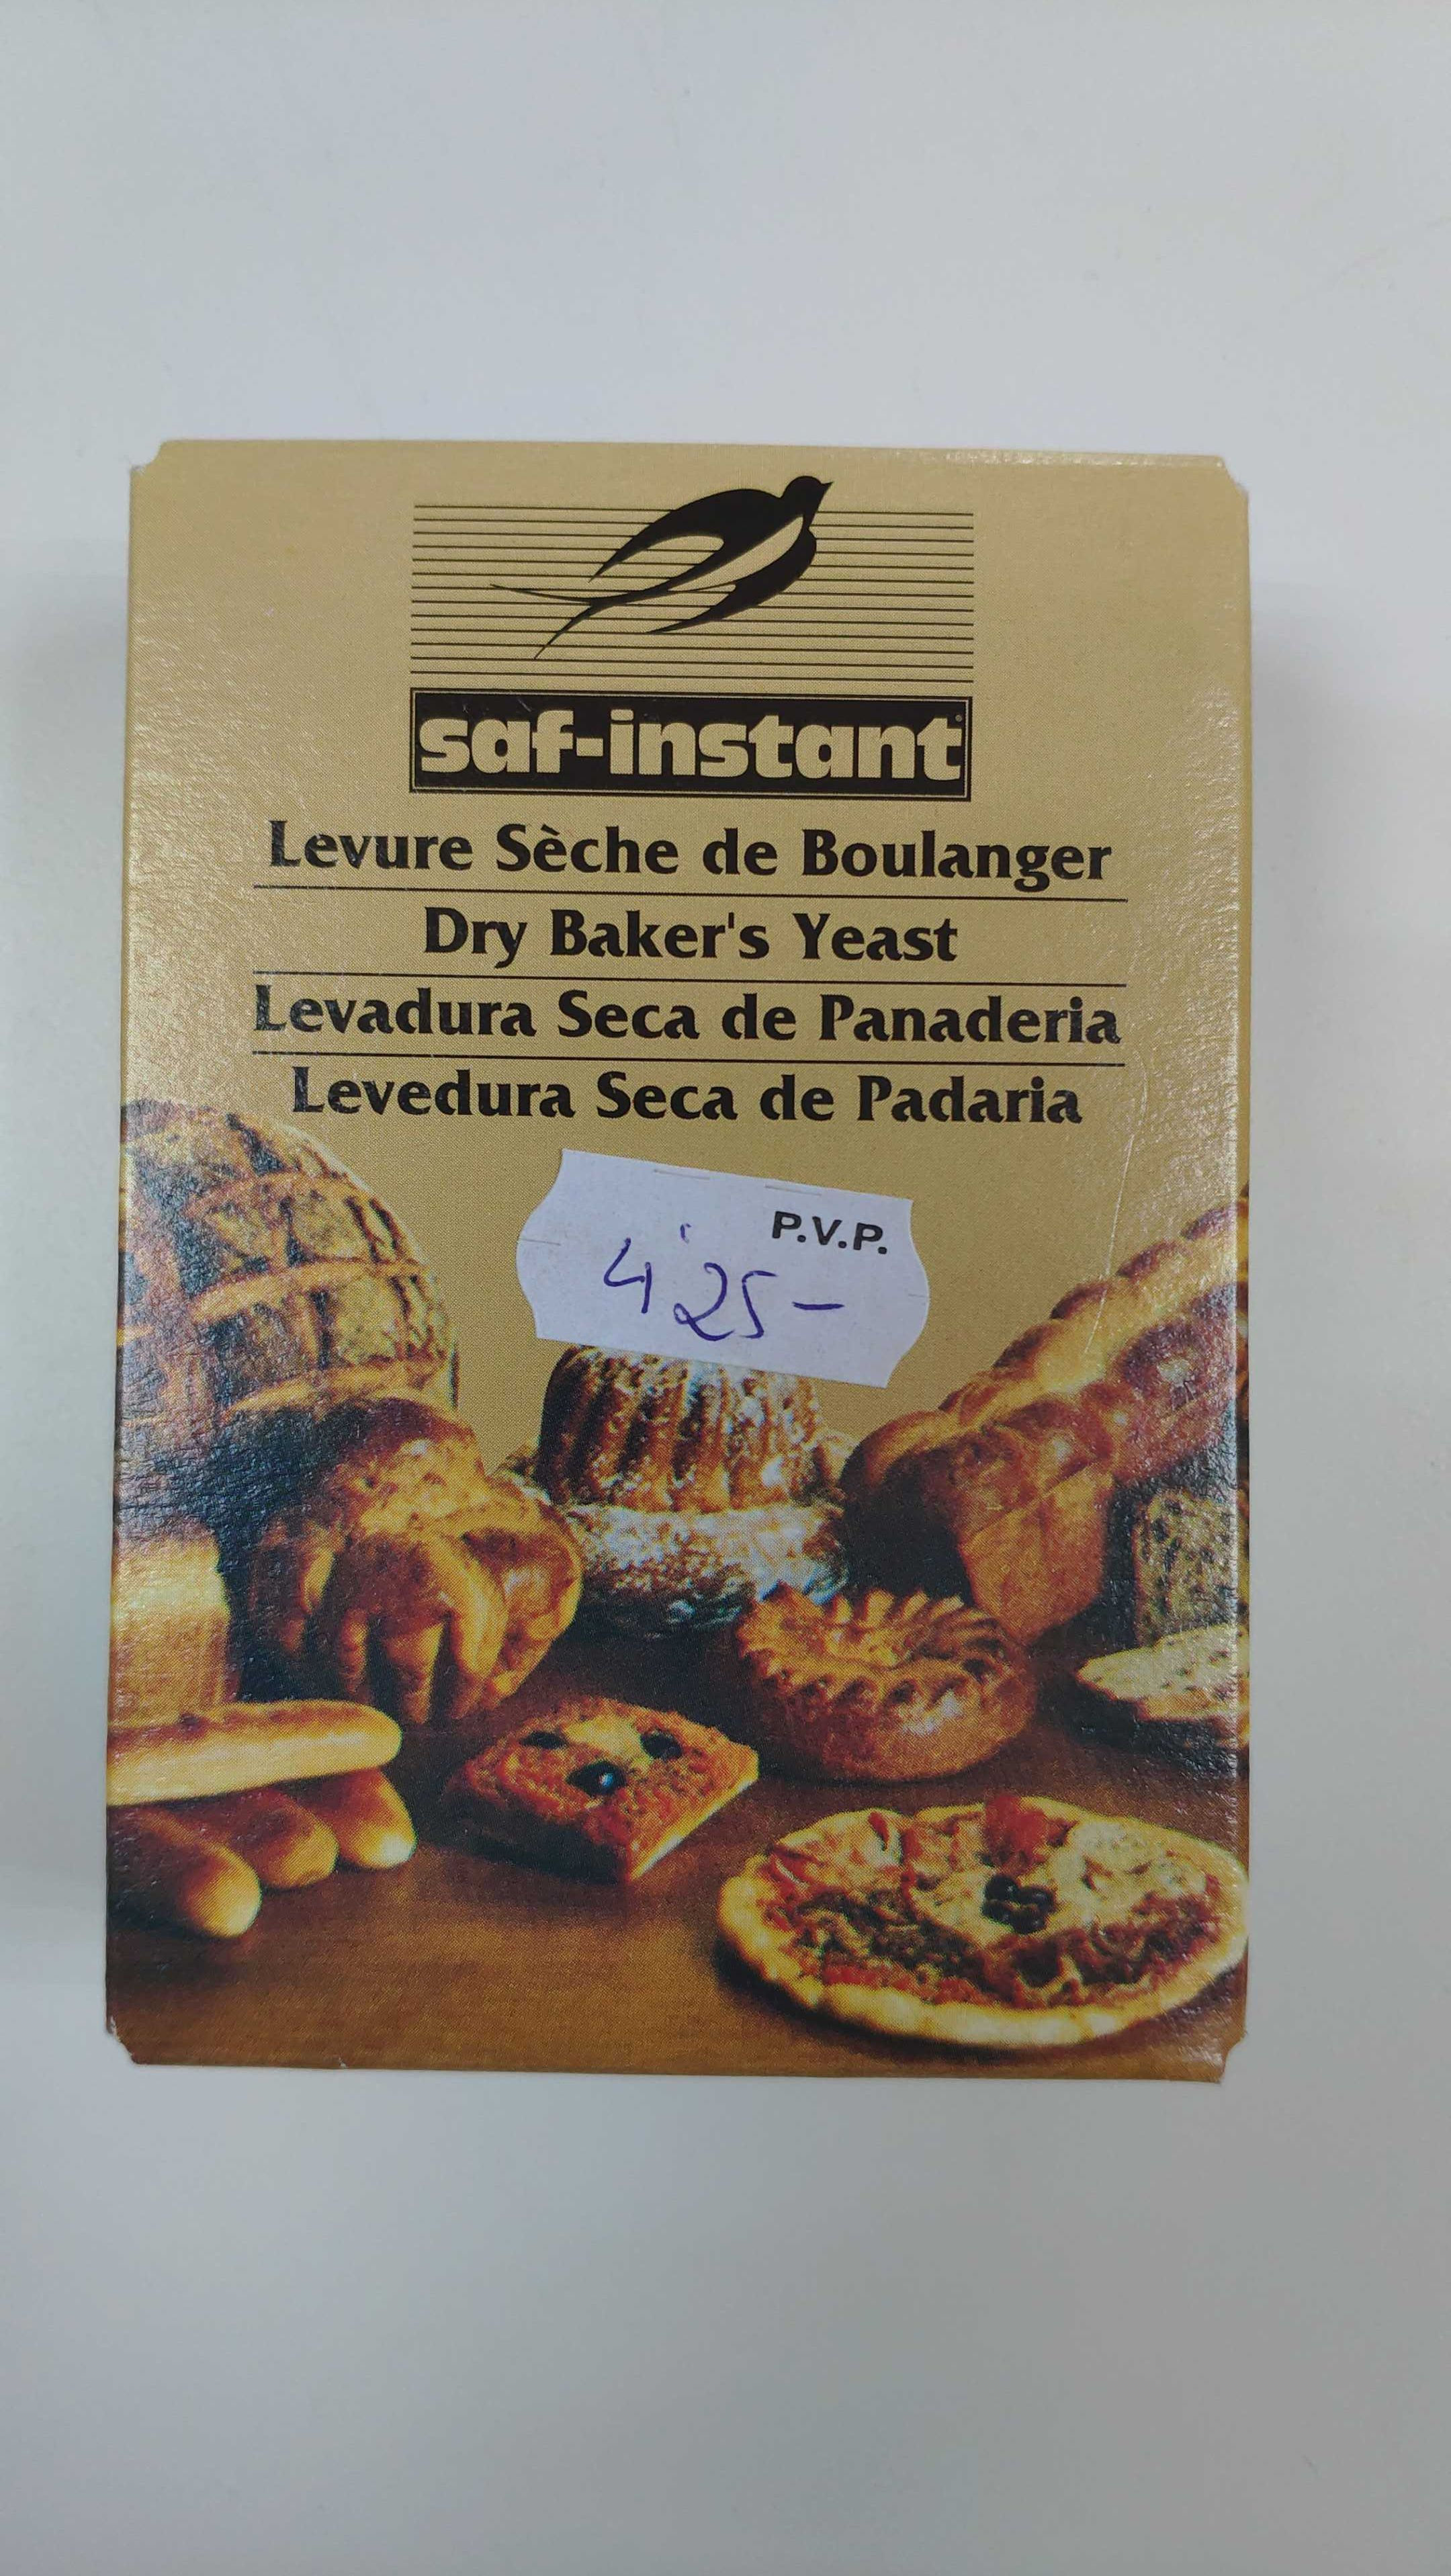 saf-instant
Levure Sèche de Boulanger
Dry Baker's Yeast
Levadura Seca de Panaderia
Levedura Seca de Padaria
P.V.P.
4'25-